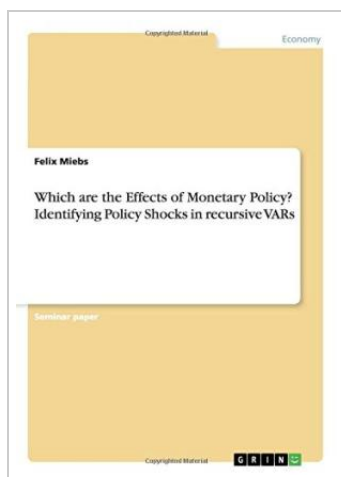 Copyrighted Material
Economy
Felix Miebs
Which are the Effects of Monetary Policy?
Identifying Policy Shocks in recursive VARs
Seminar paper
Copyrighted Material
GRIN